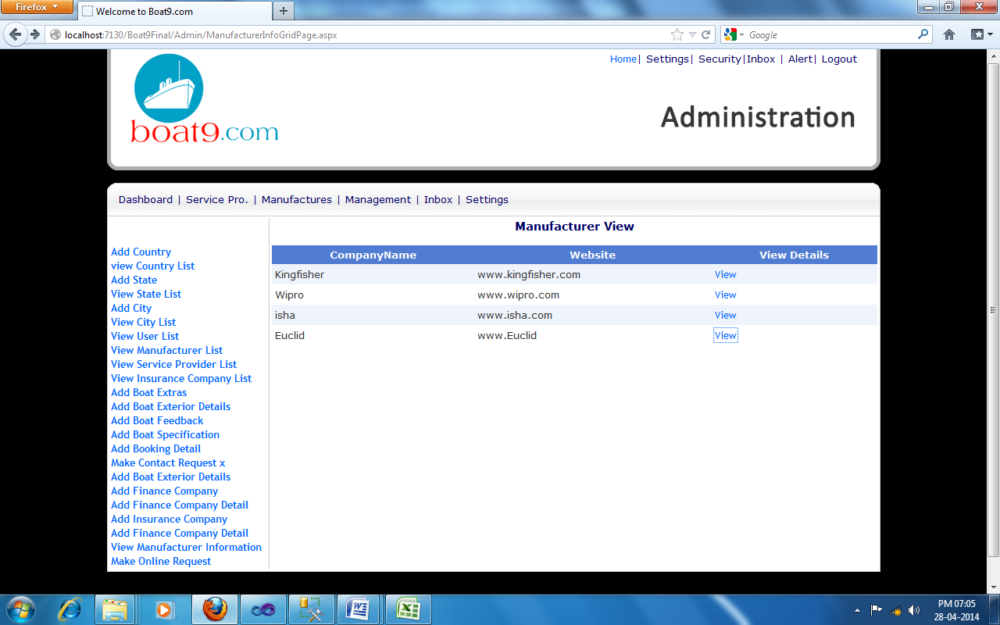 Firefox
Welcome to Boat9.com
localhost:7130/Boat9Final/Admin/ManufacturerInfoGridPage.aspx
Google
Home| Settings| Security|Inbox | Alert| Logout
boat9.com
Administration
Dashboard | Service Pro. | Manufactures | Management | Inbox | Settings
Manufacturer View
CompanyName Website View Details
Kingfisher www.kingfisher.com View
Wipro www.wipro.com View
isha www.isha.com View
Euclid www.Euclid View
Add Country
view Country List
Add State
View State List
Add City
View City List
View User List
View Manufacturer List
View Service Provider List
View Insurance Company List
Add Boat Extras
Add Boat Exterior Details
Add Boat Feedback
Add Boat Specification
Add Booking Detail
Make Contact Request x
Add Boat Exterior Details
Add Finance Company
Add Finance Company Detail
Add Insurance Company
Add Finance Company Detail
View Manufacturer Information
Make Online Request
PM 07:05
28-04-2014